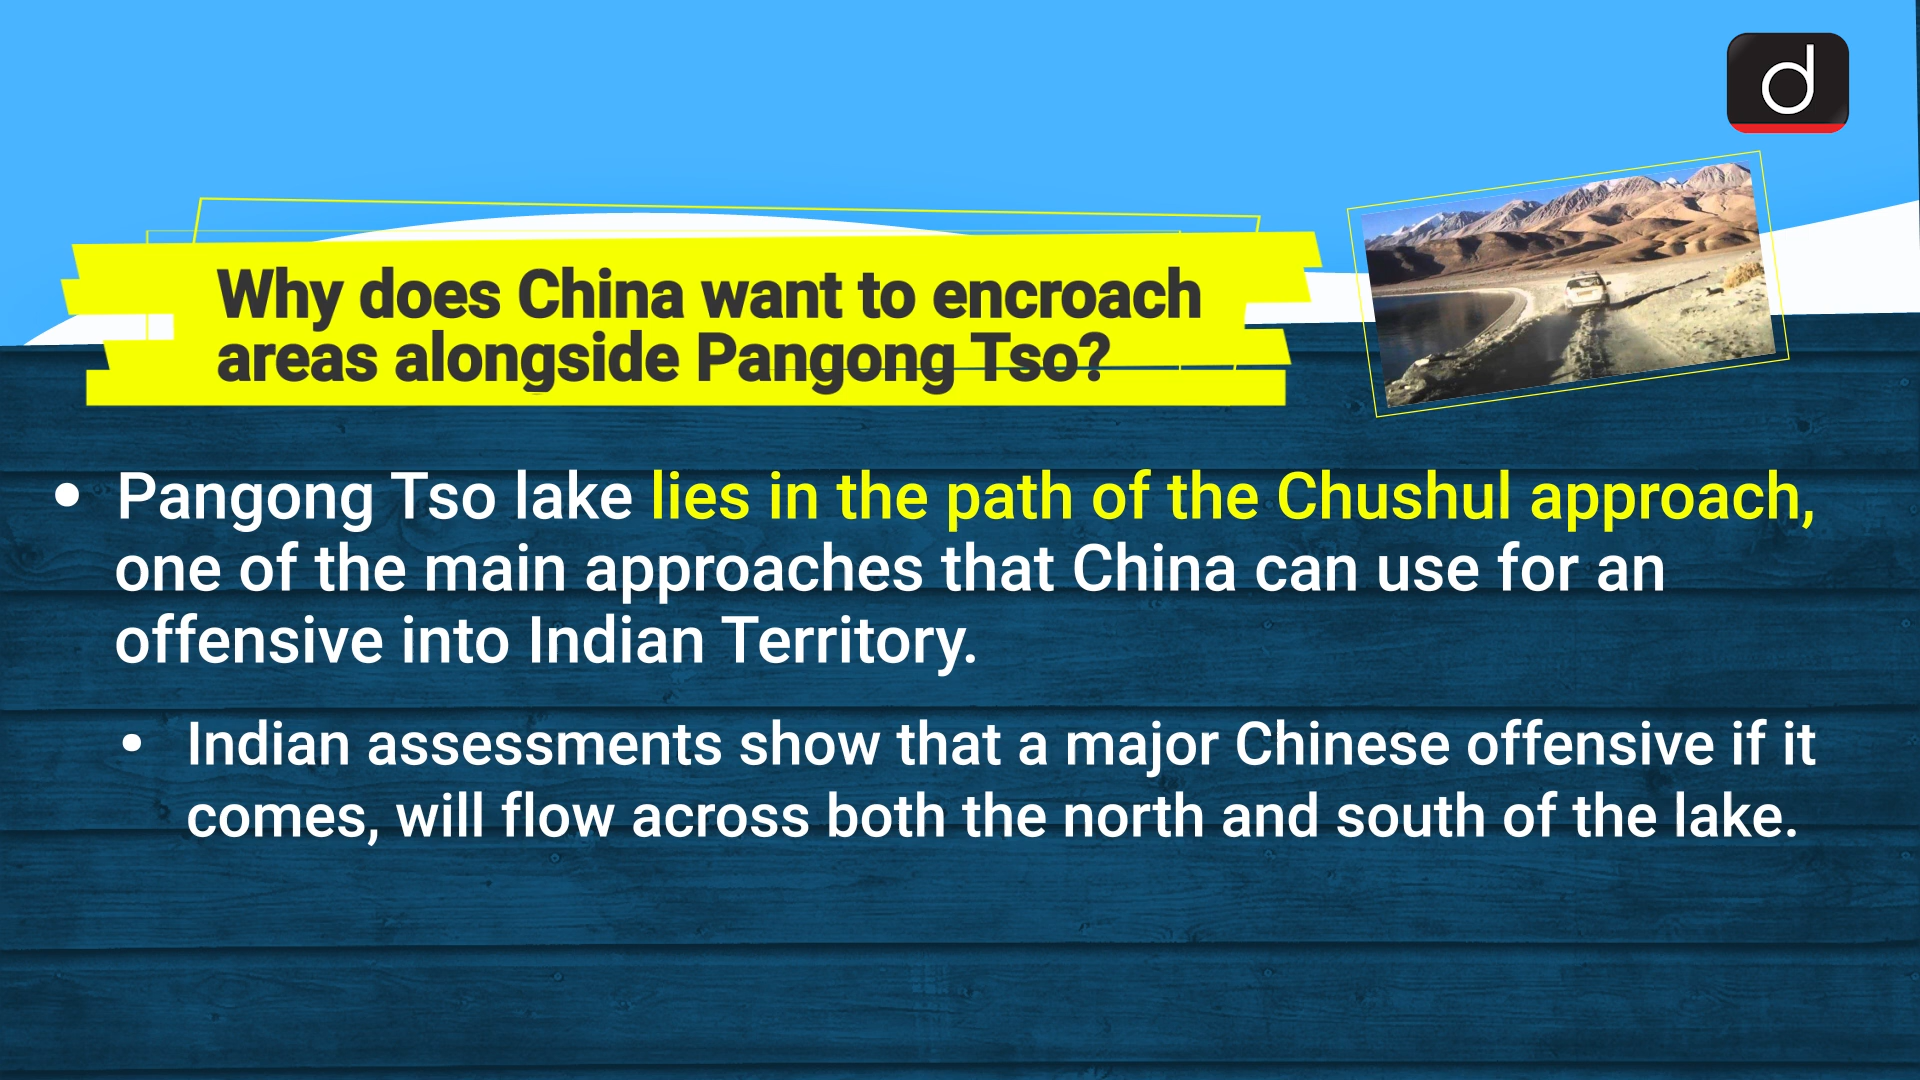 d
Why does China want to encroach
areas alongside Pangong Tso?
• Pangong Tso lake lies in the path of the Chushul approach,
one of the main approaches that China can use for an
offensive into Indian Territory.
• Indian assessments show that a major Chinese offensive if it
comes, will flow across both the north and south of the lake.